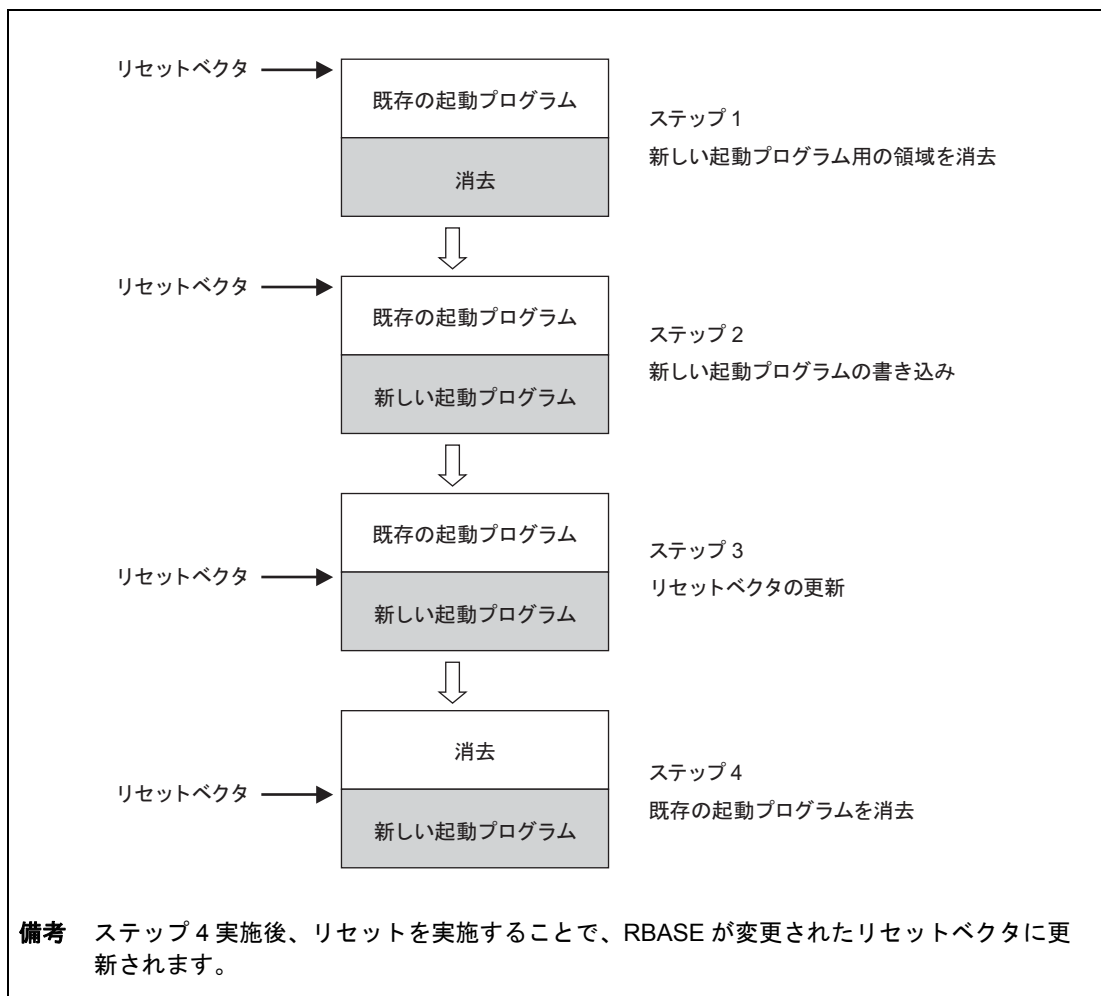 リセットベクタ
既存の起動プログラム
消去
ステップ 1
新しい起動プログラム用の領域を消去
リセットベクタ
既存の起動プログラム
新しい起動プログラム
ステップ 2
新しい起動プログラムの書き込み
既存の起動プログラム
リセットベクタ
新しい起動プログラム
ステップ 3
リセットベクタの更新
消去
リセットベクタ
新しい起動プログラム
ステップ 4
既存の起動プログラムを消去
備考 ステップ 4 実施後、リセットを実施することで、RBASE が変更されたリセットベクタに更
新されます。